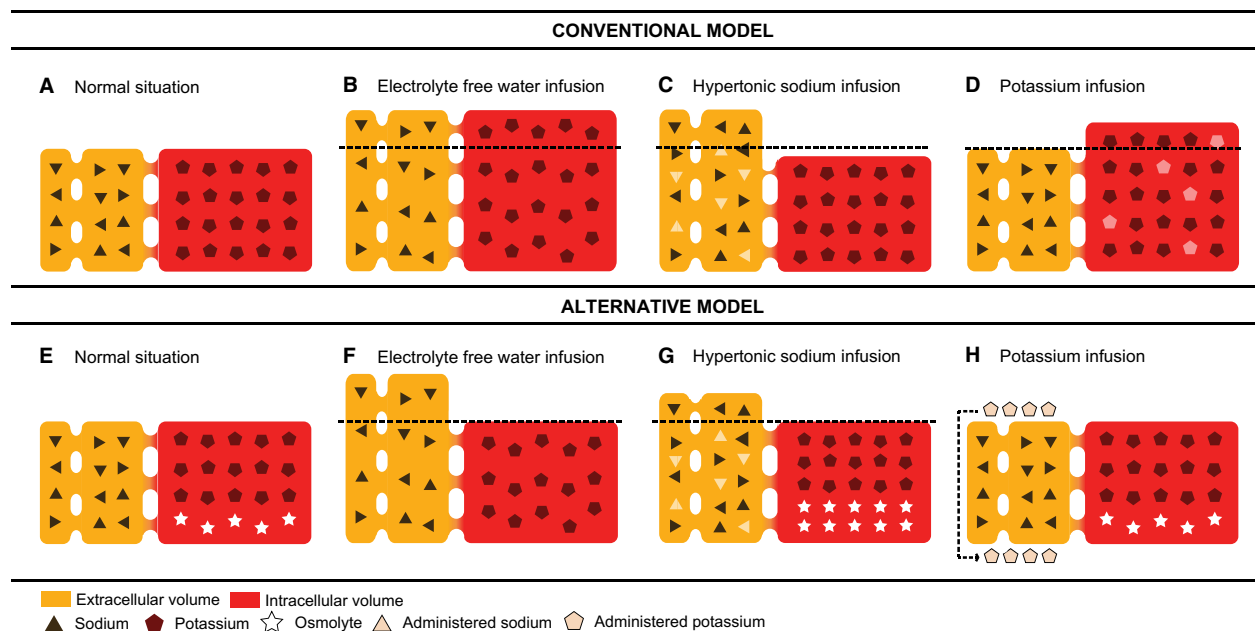 CONVENTIONAL MODEL
A Normal situation
B Electrolyte free water infusion
C Hypertonic sodium infusion
D Potassium infusion
ALTERNATIVE MODEL
E Normal situation
F Electrolyte free water infusion
G Hypertonic sodium infusion
H Potassium infusion
Extracellular volume Intracellular volume
Sodium Potassium Osmolyte Administered sodium Administered potassium